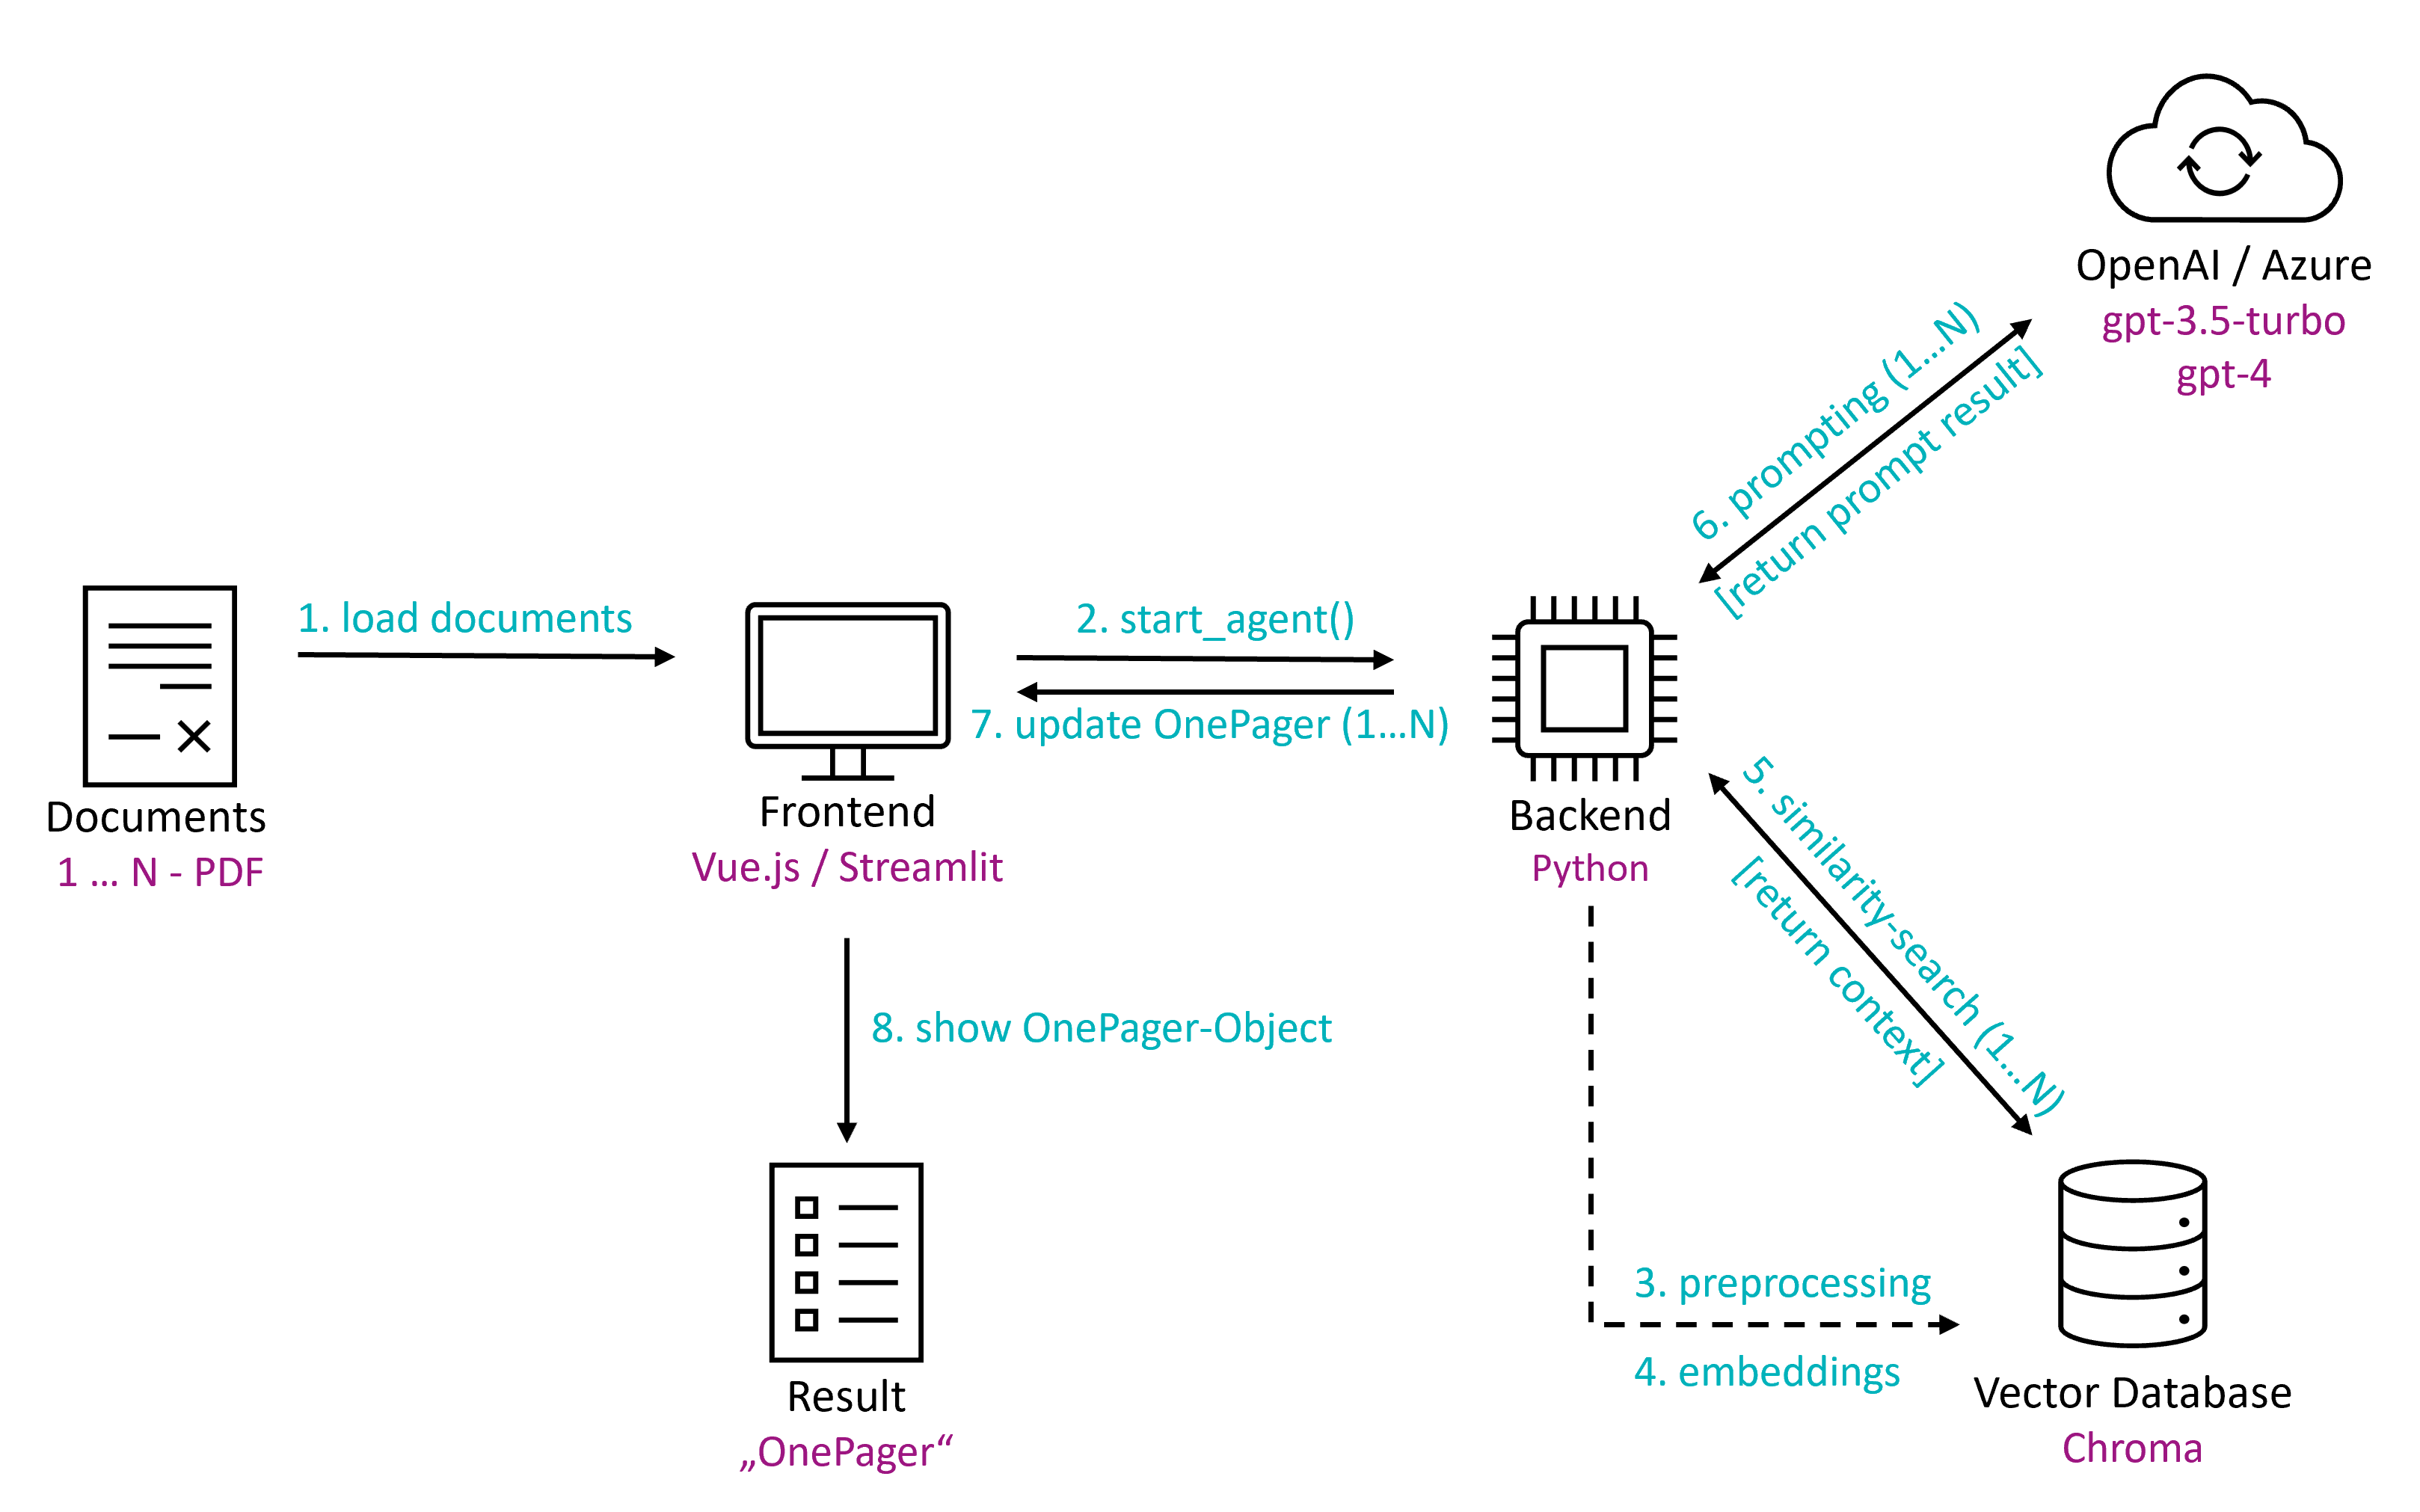 OpenAI / Azure
gpt-3.5-turbo
gpt-4
6. prompting (1...N)
[return prompt result]
1. load documents
2. start_agent()
7. update OnePager (1...N)
Documents
1 ... N - PDF
Frontend
Vue.js / Streamlit
Backend
Python
5. similarity-search (1...N)
[return context]
8. show OnePager-Object
3. preprocessing
4. embeddings
Result
„OnePager“
Vector Database
Chroma